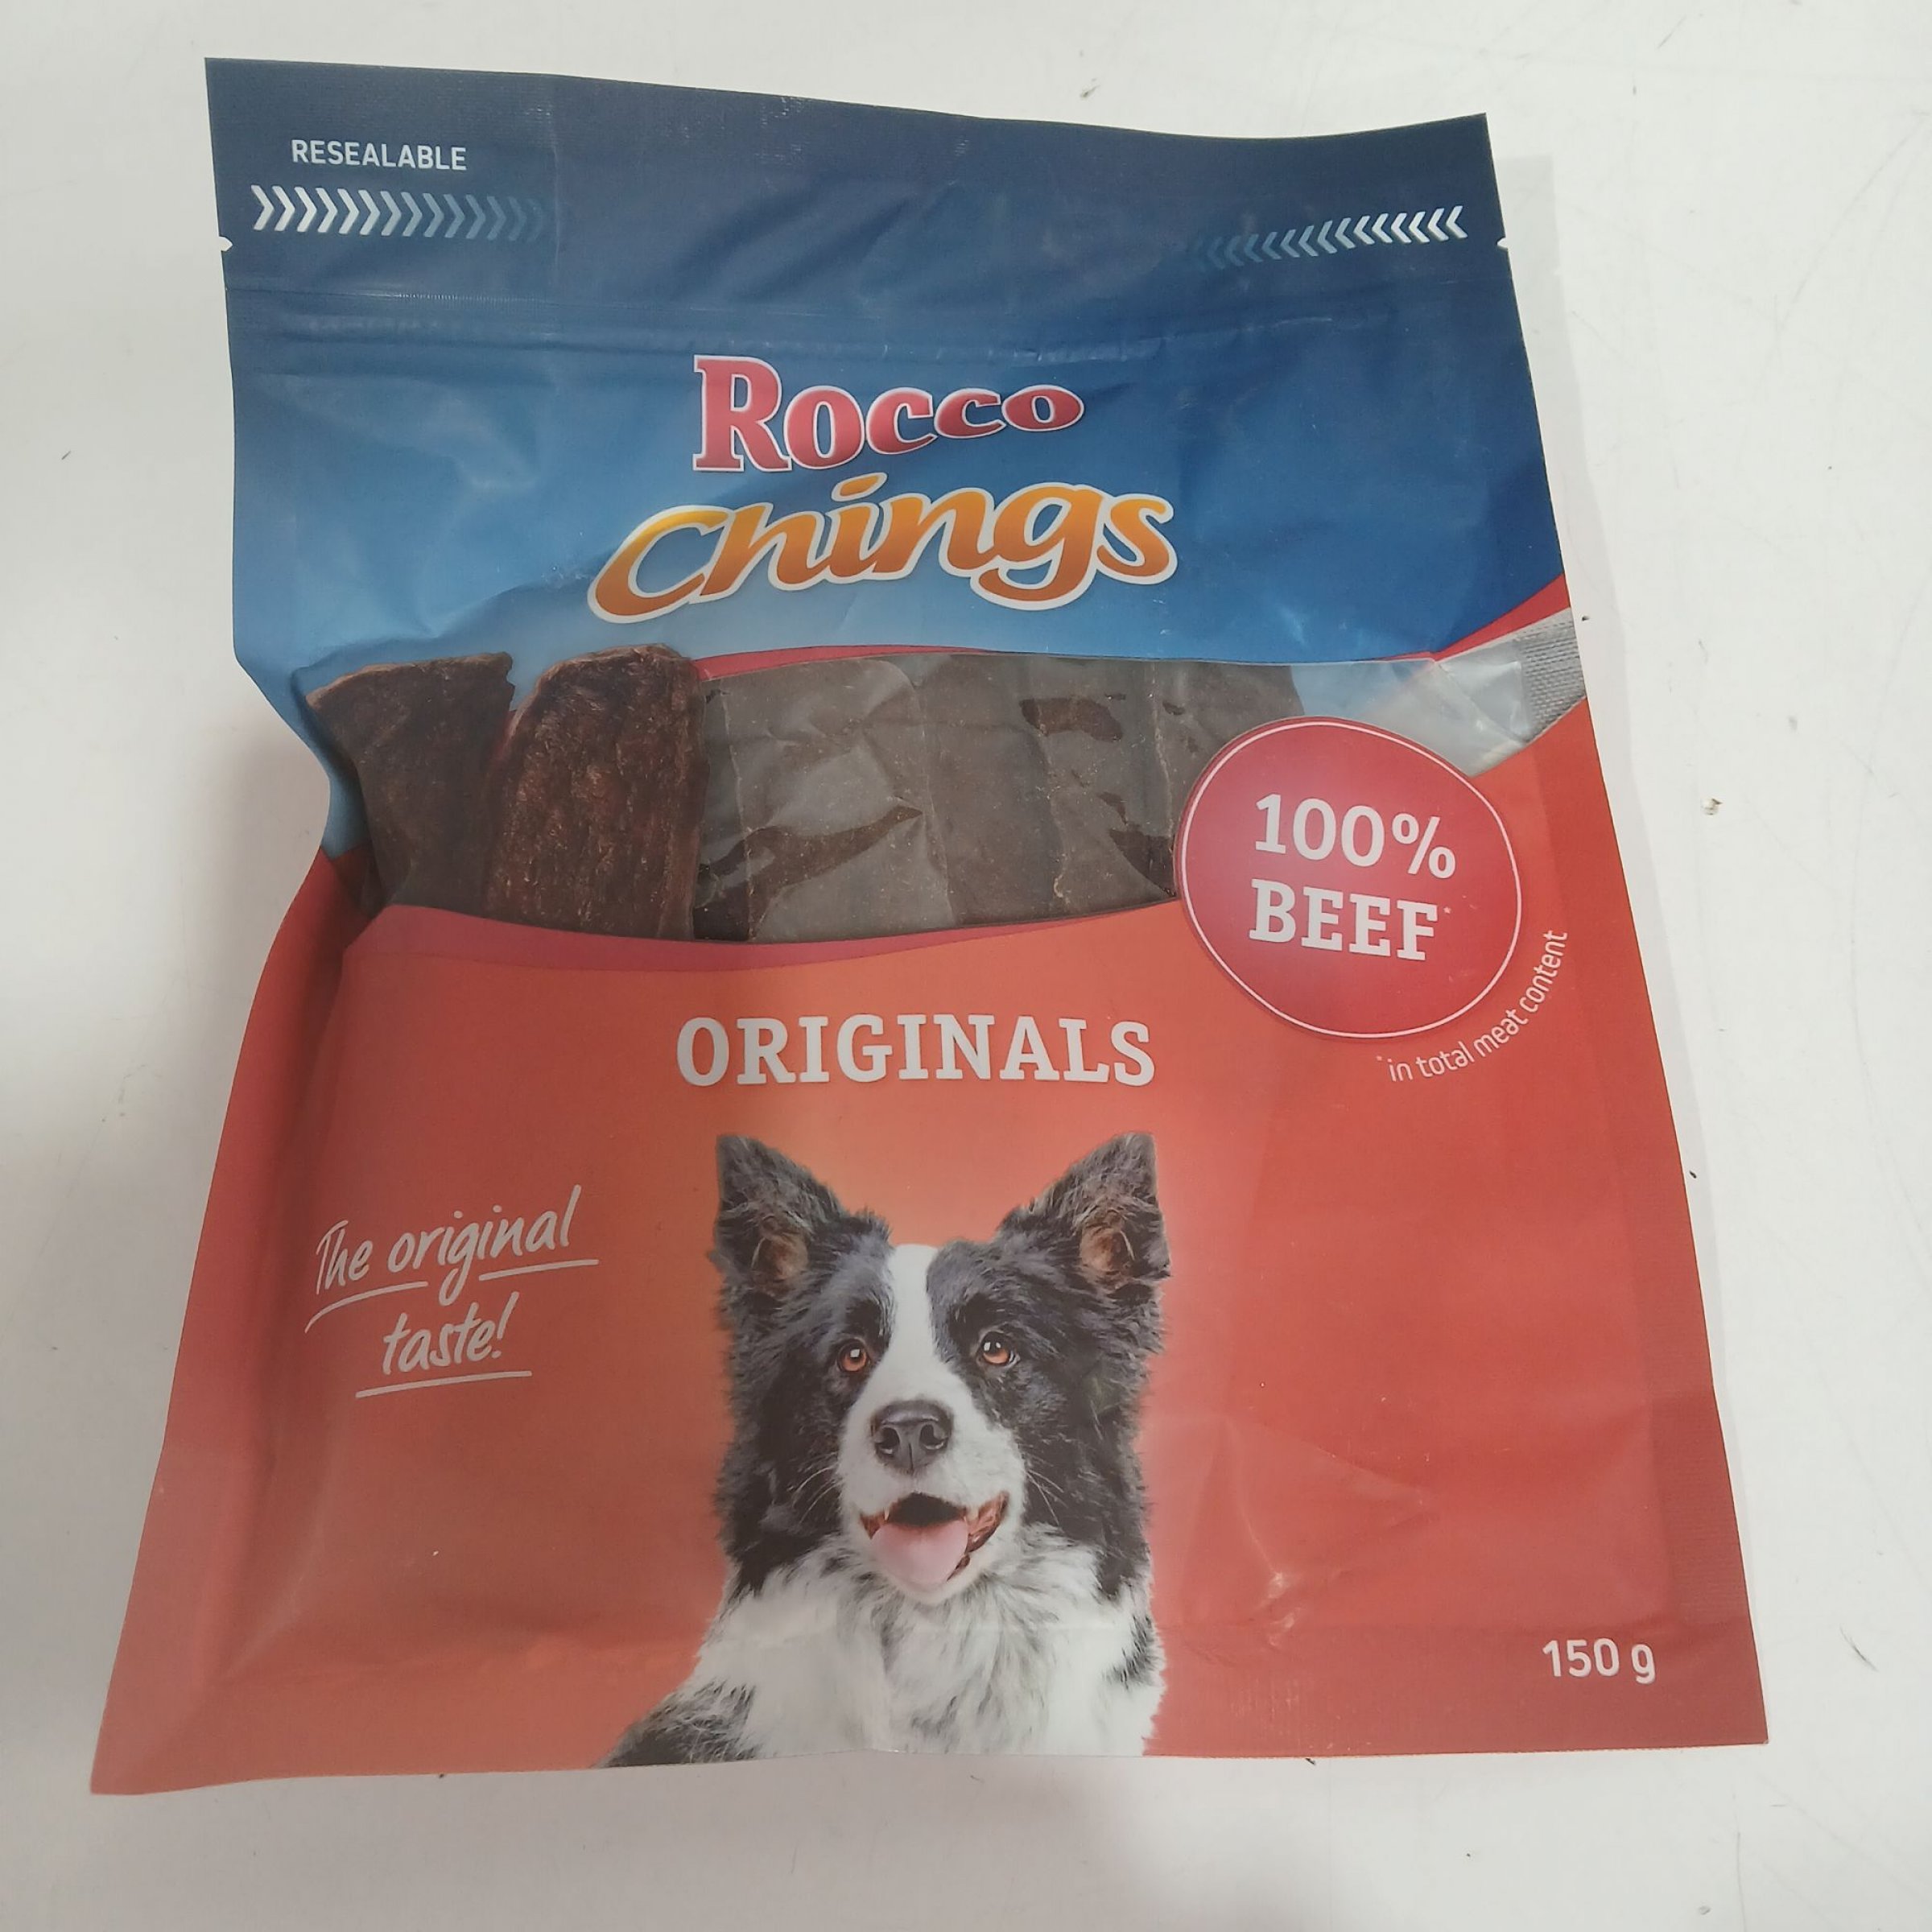 RESEALABLE
Rocco
Chings
100%
BEEF*
*in total meat content
ORIGINALS
The original
taste!
150 g